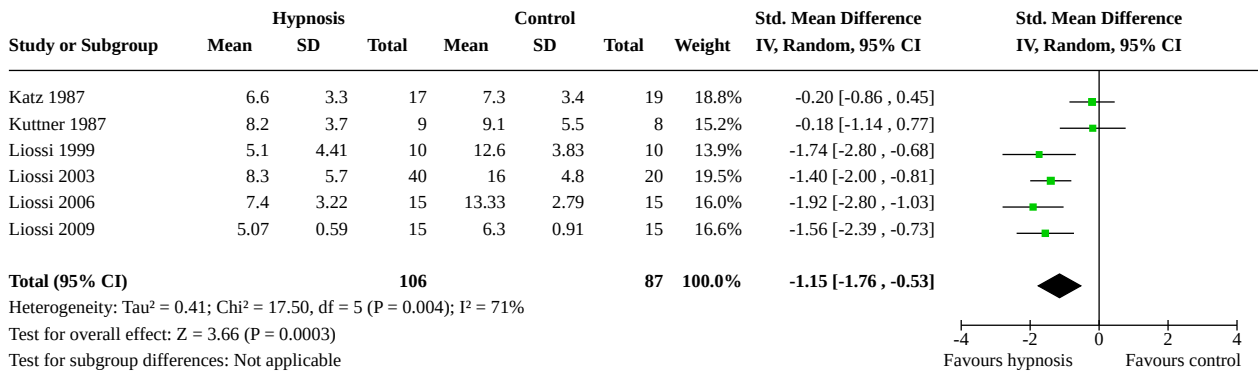 Hypnosis Control Std. Mean Difference Std. Mean Difference
Study or Subgroup Mean SD Total Mean SD Total Weight IV, Random, 95% CI IV, Random, 95% CI
Katz 1987 6.6 3.3 17 7.3 3.4 19 18.8% -0.20 [-0.86 , 0.45]
Kuttner 1987 8.2 3.7 9 9.1 5.5 8 15.2% -0.18 [-1.14 , 0.77]
Liossi 1999 5.1 4.41 10 12.6 3.83 10 13.9% -1.74 [-2.80 , -0.68]
Liossi 2003 8.3 5.7 40 16 4.8 20 19.5% -1.40 [-2.00 , -0.81]
Liossi 2006 7.4 3.22 15 13.33 2.79 15 16.0% -1.92 [-2.80 , -1.03]
Liossi 2009 5.07 0.59 15 6.3 0.91 15 16.6% -1.56 [-2.39 , -0.73]
Total (95% CI) 106 87 100.0% -1.15 [-1.76 , -0.53]
Heterogeneity: Tau² = 0.41; Chi² = 17.50, df = 5 (P = 0.004); I² = 71%
Test for overall effect: Z = 3.66 (P = 0.0003)
Test for subgroup differences: Not applicable
-4 -2 0 2 4
Favours hypnosis Favours control